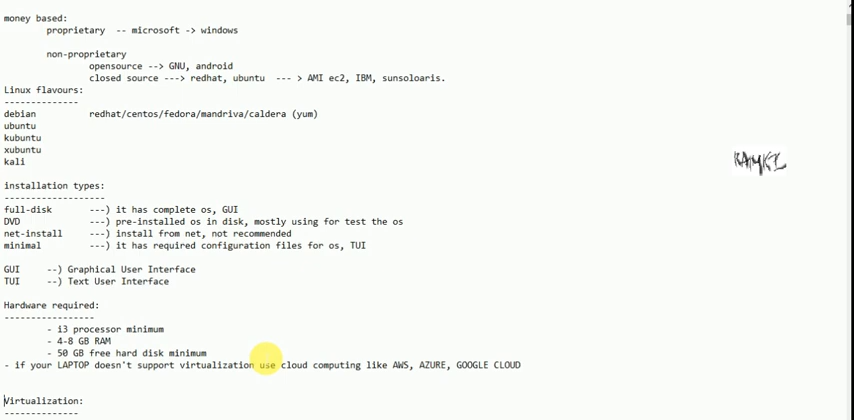 money based:
proprietary -- microsoft -> windows
non-proprietary
opensource --> GNU, android
closed source ---> redhat, ubuntu --- > AMI ec2, IBM, sunsoloaris.
Linux flavours:
--------------
debian redhat/centos/fedora/mandriva/caldera (yum)
ubuntu
kubuntu
xubuntu
kali
installation types:
-------------------
full-disk ---) it has complete os, GUI
DVD ---) pre-installed os in disk, mostly using for test the os
net-install ---) install from net, not recommended
minimal ---) it has required configuration files for os, TUI
GUI --) Graphical User Interface
TUI --) Text User Interface
Hardware required:
-----------------
- i3 processor minimum
- 4-8 GB RAM
- 50 GB free hard disk minimum
- if your LAPTOP doesn't support virtualization use cloud computing like AWS, AZURE, GOOGLE CLOUD
Virtualization:
--------------